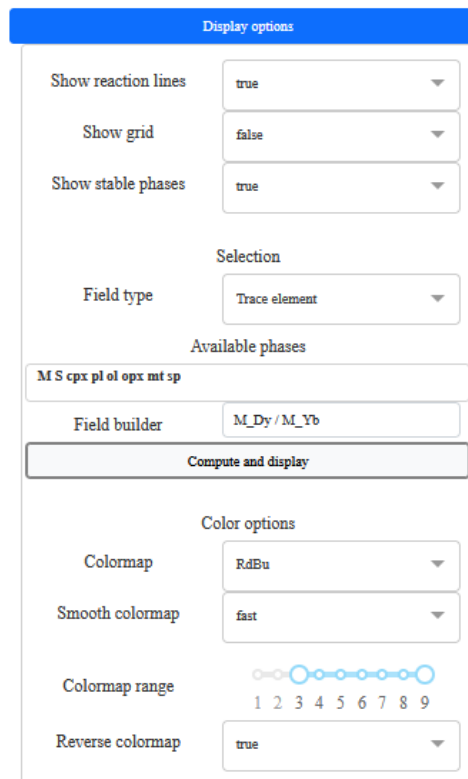 Display options
Show reaction lines true
Show grid false
Show stable phases true
Selection
Field type Trace element
Available phases
M S cpx pl ol opx mt sp
Field builder M_Dy / M_Yb
Compute and display
Color options
Colormap RdBu
Smooth colormap fast
Colormap range 1 2 3 4 5 6 7 8 9
Reverse colormap true